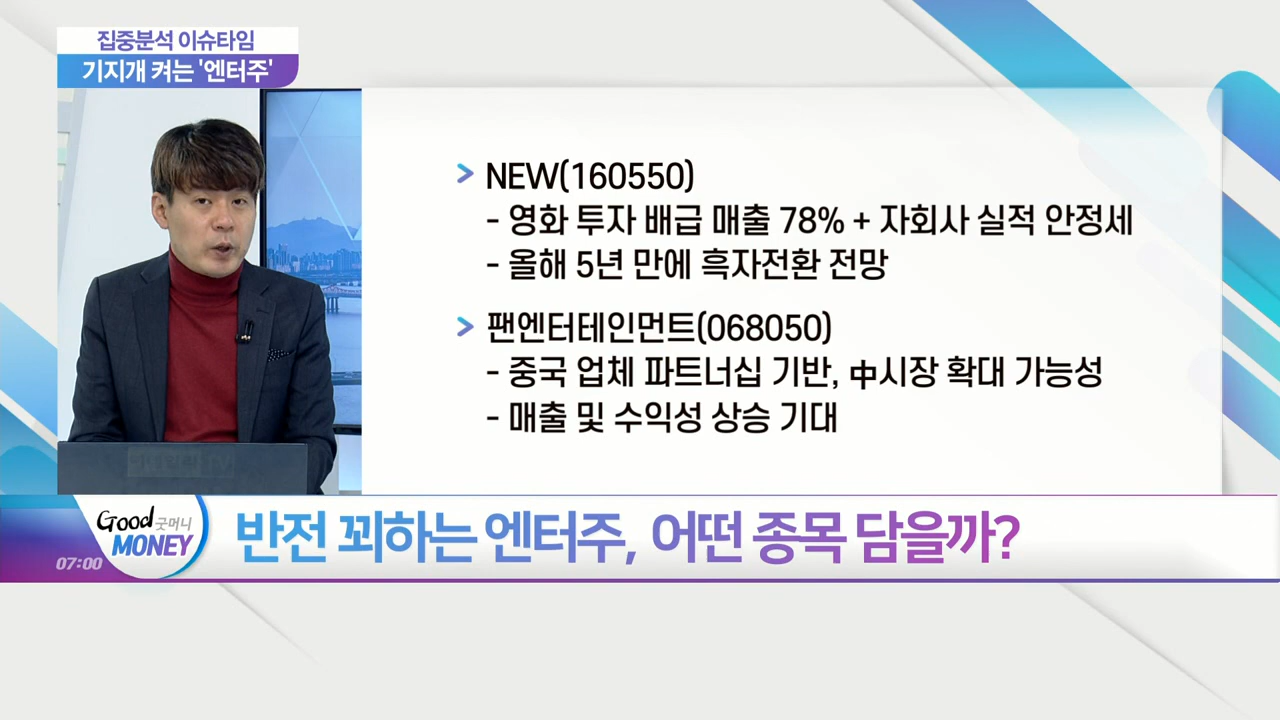 집중분석 이슈타임
기지개 켜는 '엔터주'
> NEW(160550)
- 영화 투자 배급 매출 78% + 자회사 실적 안정세
- 올해 5년 만에 흑자전환 전망
> 팬엔터테인먼트(068050)
- 중국 업체 파트너십 기반, 中시장 확대 가능성
- 매출 및 수익성 상승 기대
Good 굿머니
MONEY
07:00
반전 꾀하는 엔터주, 어떤 종목 담을까?